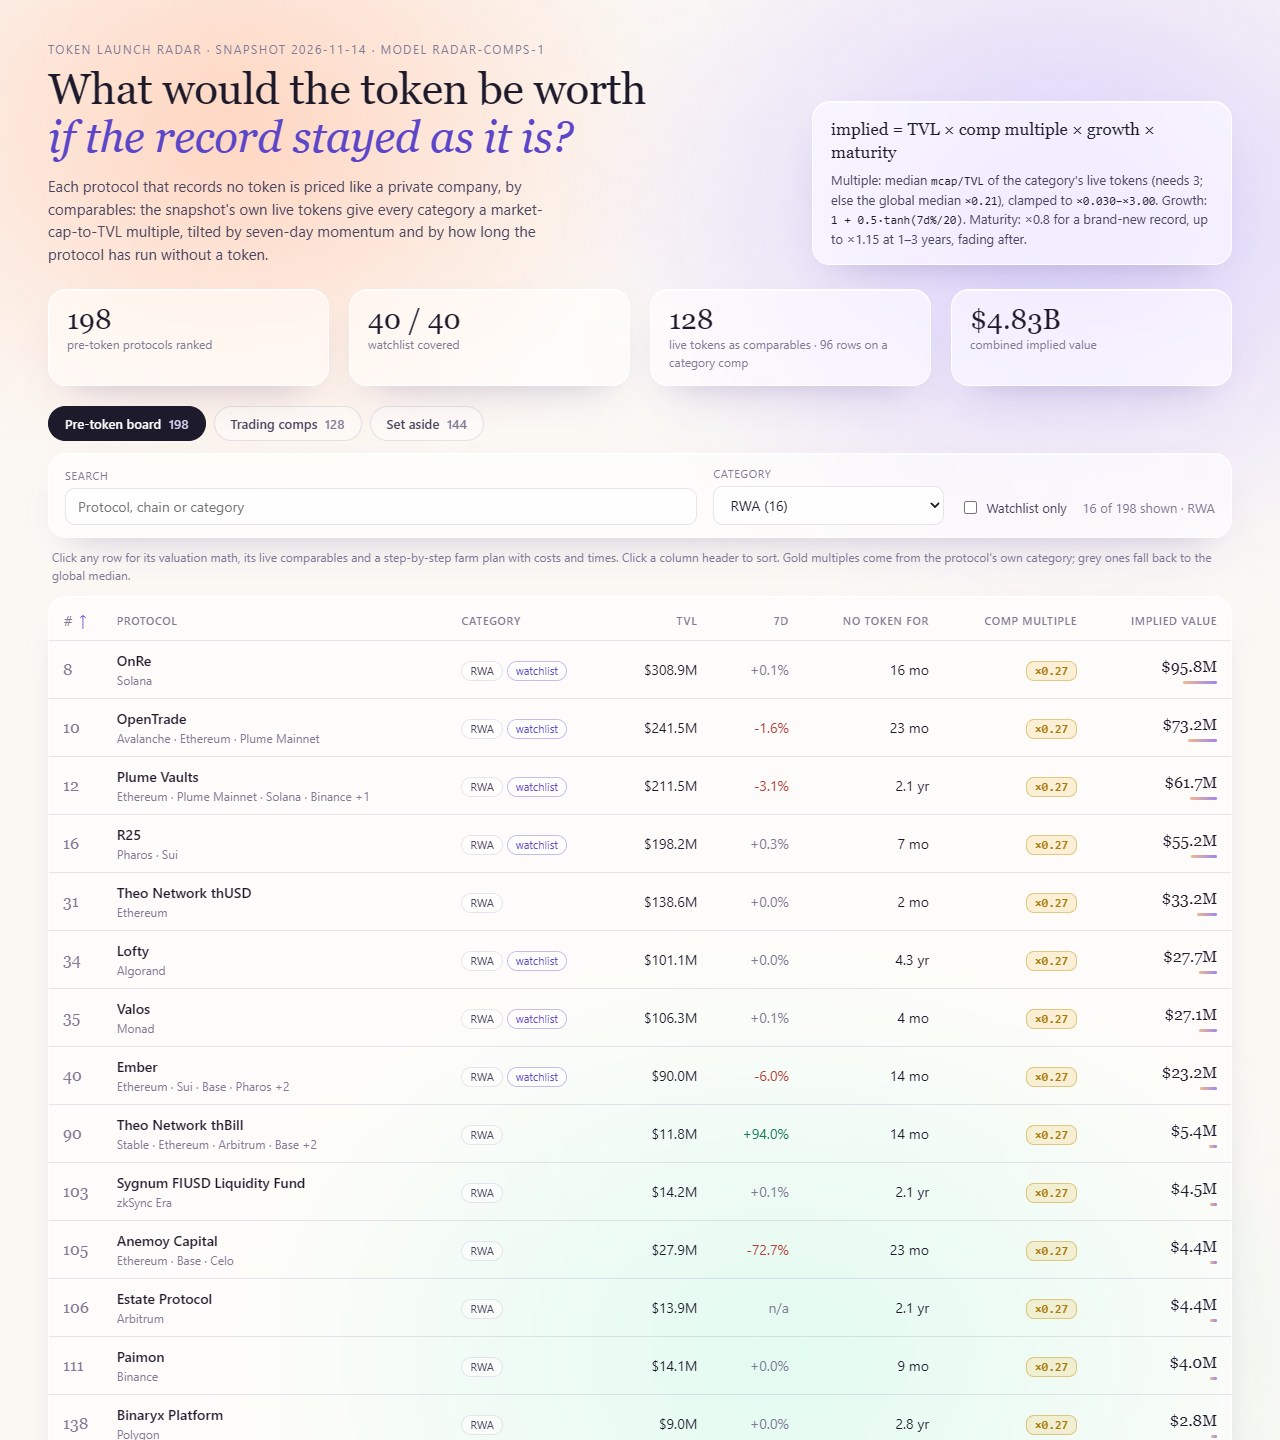 TOKEN LAUNCH RADAR · SNAPSHOT 2026-11-14 · MODEL RADAR-COMPS-1
What would the token be worth
if the record stayed as it is?
Each protocol that records no token is priced like a private company, by
comparables: the snapshot's own live tokens give every category a market-
cap-to-TVL multiple, tilted by seven-day momentum and by how long the
protocol has run without a token.
implied = TVL × comp multiple × growth ×
maturity
Multiple: median mcap/TVL of the category's live tokens (needs 3;
else the global median ×0.21), clamped to ×0.030–×3.00. Growth:
1 + 0.5·tanh(7d%/20). Maturity: ×0.8 for a brand-new record, up
to ×1.15 at 1–3 years, fading after.
198
pre-token protocols ranked
40 / 40
watchlist covered
128
live tokens as comparables · 96 rows on a
category comp
$4.83B
combined implied value
Pre-token board 198
Trading comps 128
Set aside 144
SEARCH
Protocol, chain or category
CATEGORY
RWA (16)
Watchlist only
16 of 198 shown · RWA
Click any row for its valuation math, its live comparables and a step-by-step farm plan with costs and times. Click a column header to sort. Gold multiples come from the protocol's own category; grey ones fall back to the
global median.
# ↑ PROTOCOL CATEGORY TVL 7D NO TOKEN FOR COMP MULTIPLE IMPLIED VALUE
8 OnRe RWA watchlist $308.9M +0.1% 16 mo ×0.27 $95.8M
Solana
10 OpenTrade RWA watchlist $241.5M -1.6% 23 mo ×0.27 $73.2M
Avalanche · Ethereum · Plume Mainnet
12 Plume Vaults RWA watchlist $211.5M -3.1% 2.1 yr ×0.27 $61.7M
Ethereum · Plume Mainnet · Solana · Binance +1
16 R25 RWA watchlist $198.2M +0.3% 7 mo ×0.27 $55.2M
Pharos · Sui
31 Theo Network thUSD RWA $138.6M +0.0% 2 mo ×0.27 $33.2M
Ethereum
34 Lofty RWA watchlist $101.1M +0.0% 4.3 yr ×0.27 $27.7M
Algorand
35 Valos RWA watchlist $106.3M +0.1% 4 mo ×0.27 $27.1M
Monad
40 Ember RWA watchlist $90.0M -6.0% 14 mo ×0.27 $23.2M
Ethereum · Sui · Base · Pharos +2
90 Theo Network thBill RWA $11.8M +94.0% 14 mo ×0.27 $5.4M
Stable · Ethereum · Arbitrum · Base +2
103 Sygnum FIUSD Liquidity Fund RWA $14.2M +0.1% 2.1 yr ×0.27 $4.5M
zkSync Era
105 Anemoy Capital RWA $27.9M -72.7% 23 mo ×0.27 $4.4M
Ethereum · Base · Celo
106 Estate Protocol RWA $13.9M n/a 2.1 yr ×0.27 $4.4M
Arbitrum
111 Paimon RWA $14.1M +0.0% 9 mo ×0.27 $4.0M
Binance
138 Binaryx Platform RWA $9.0M +0.0% 2.8 yr ×0.27 $2.8M
Polygon